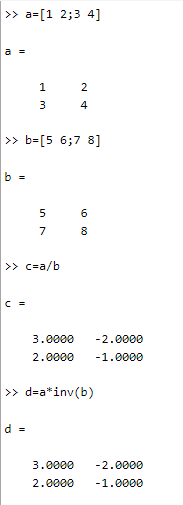 >> a=[1 2;3 4]
a =
1 2
3 4
>> b=[5 6;7 8]
b =
5 6
7 8
>> c=a/b
c =
3.0000 -2.0000
2.0000 -1.0000
>> d=a*inv(b)
d =
3.0000 -2.0000
2.0000 -1.0000